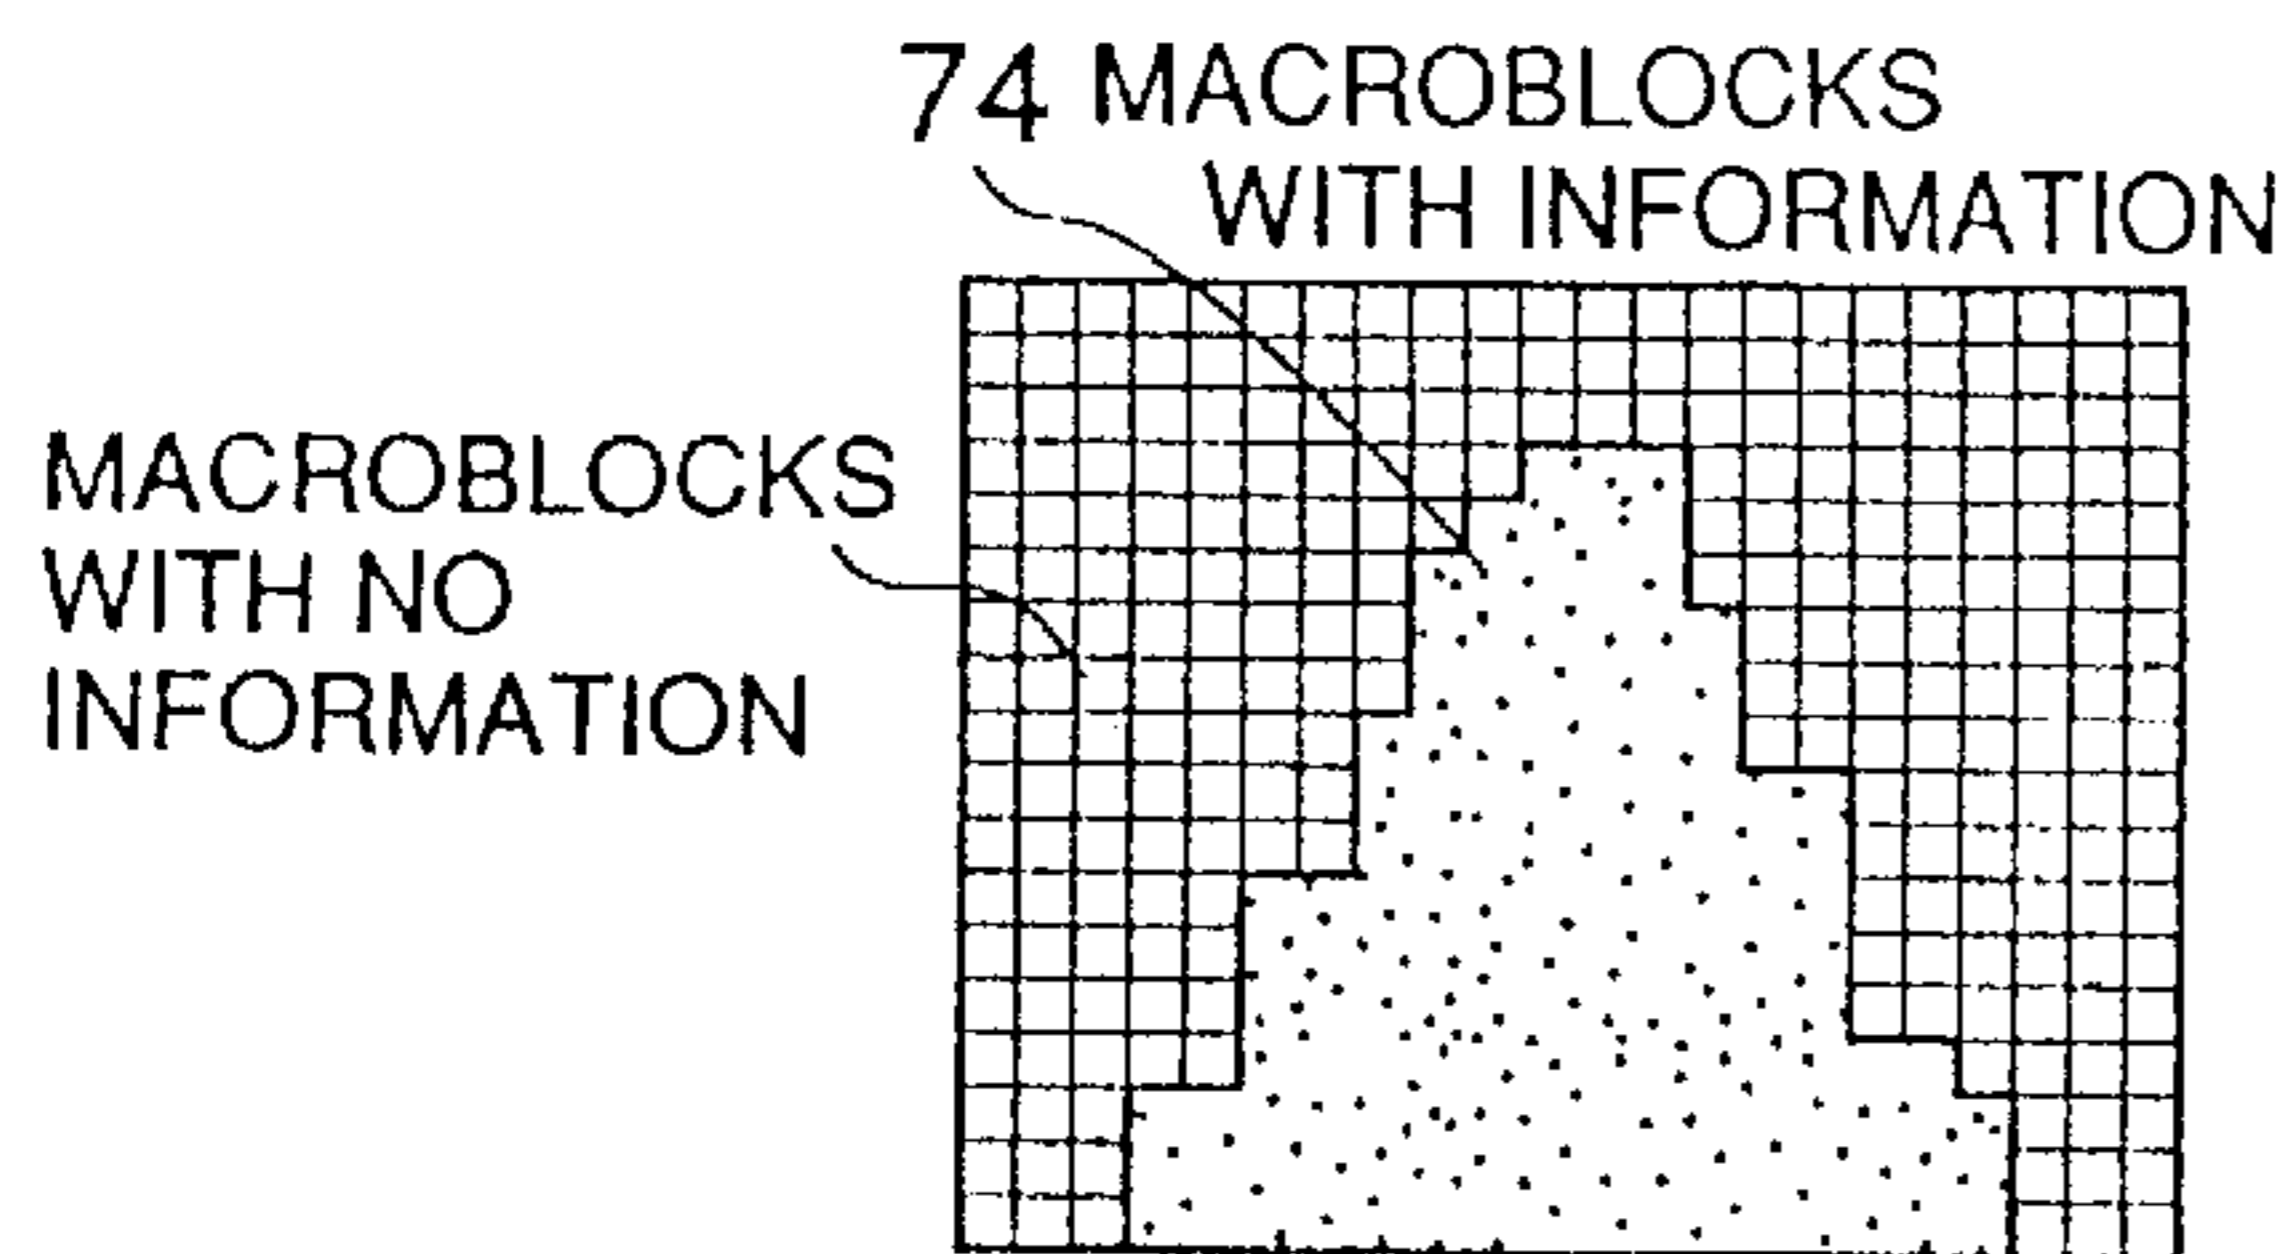 74 MACROBLOCKS
WITH INFORMATION
MACROBLOCKS
WITH NO
INFORMATION